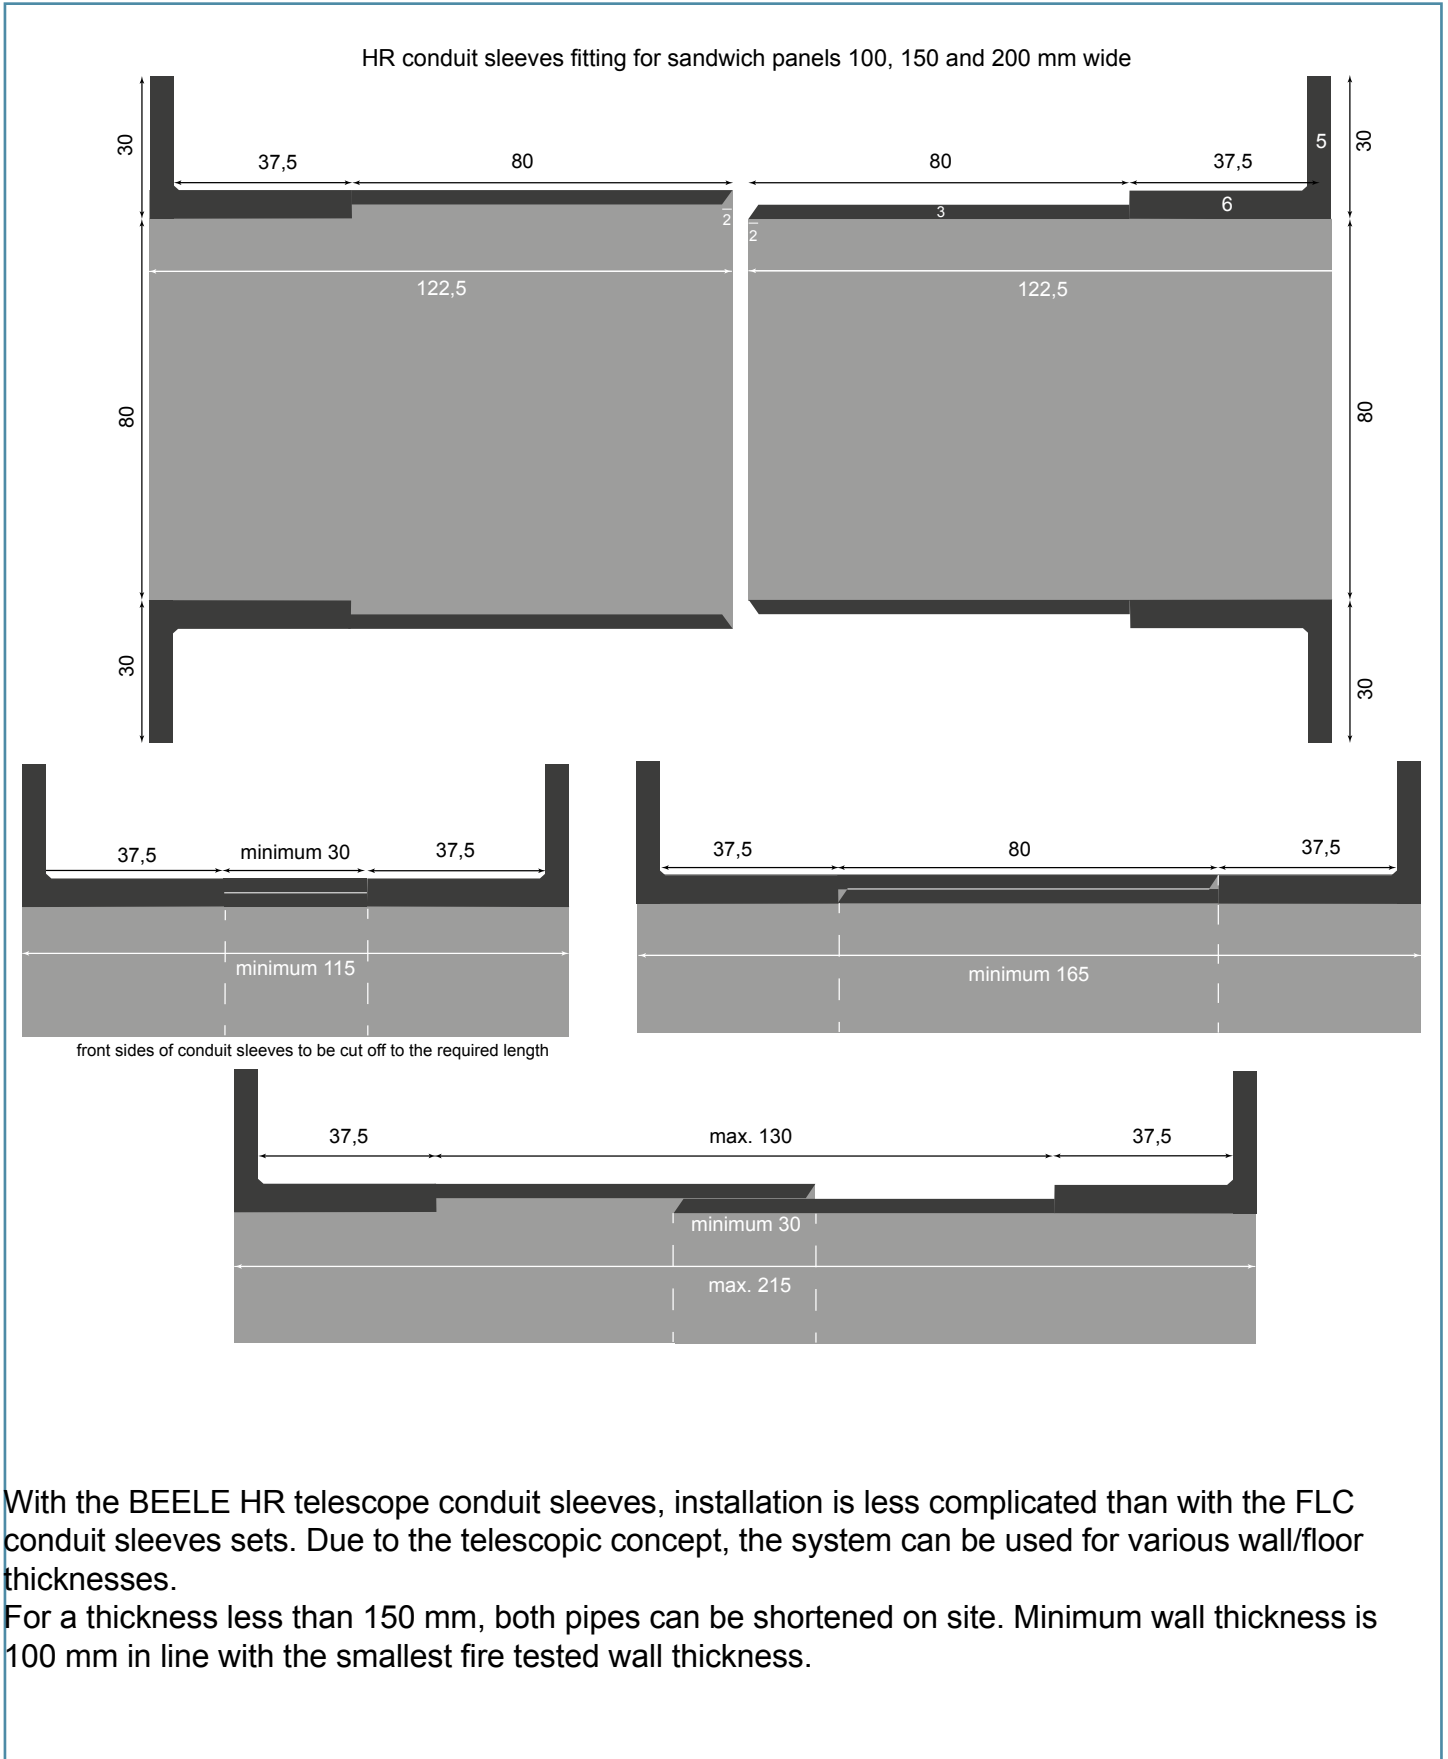 HR conduit sleeves fitting for sandwich panels 100, 150 and 200 mm wide
30
37,5
80
80
37,5
5
30
2
3
6
2
122,5
122,5
80
80
30
30
37,5
minimum 30
37,5
37,5
80
37,5
minimum 115
minimum 165
front sides of conduit sleeves to be cut off to the required length
37,5
max. 130
37,5
minimum 30
max. 215
With the BEELE HR telescope conduit sleeves, installation is less complicated than with the FLC
conduit sleeves sets. Due to the telescopic concept, the system can be used for various wall/floor
thicknesses.
For a thickness less than 150 mm, both pipes can be shortened on site. Minimum wall thickness is
100 mm in line with the smallest fire tested wall thickness.